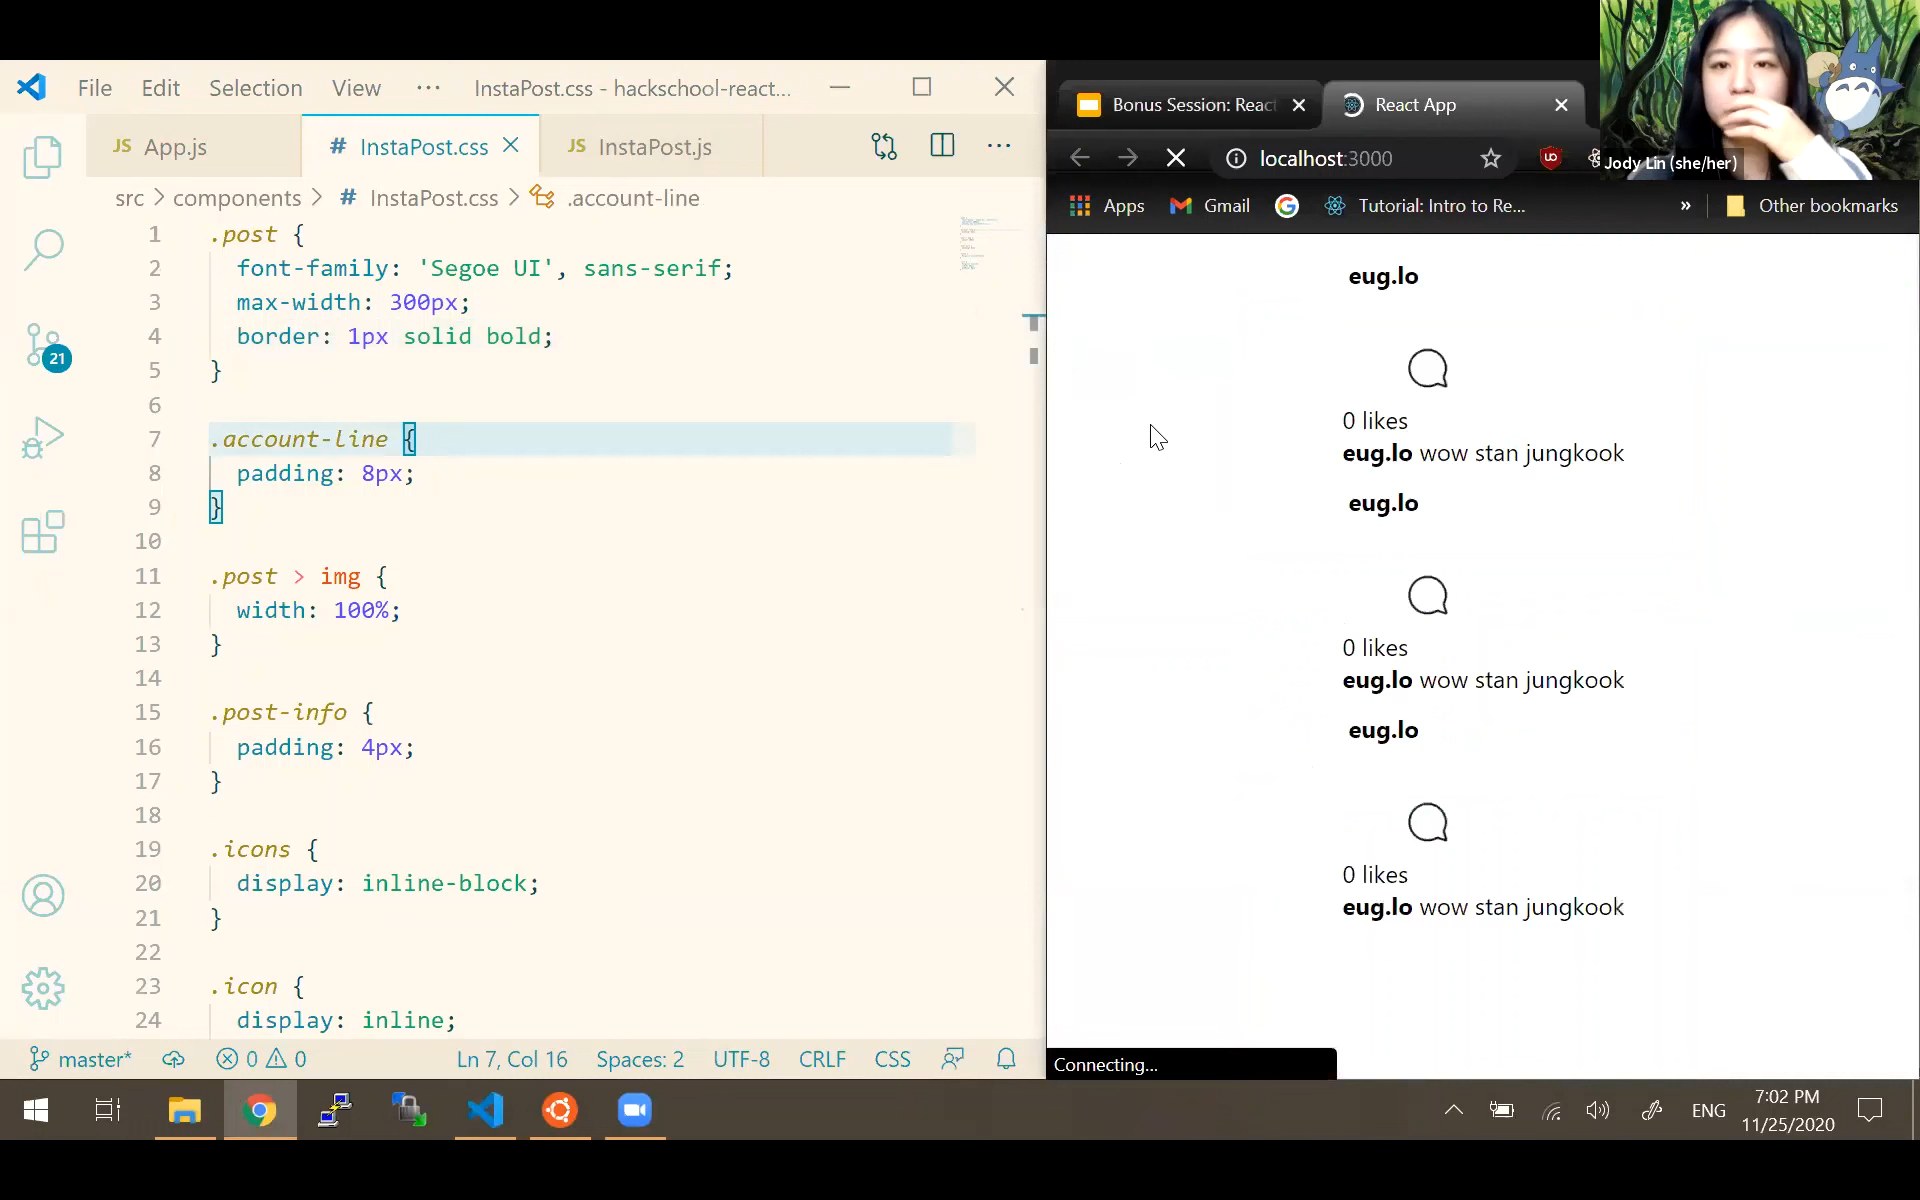 File Edit Selection View ··· InstaPost.css - hackschool-react...
JS App.js # InstaPost.css JS InstaPost.js ···
src > components > # InstaPost.css > .account-line
1 .post {
2 font-family: 'Segoe UI', sans-serif;
3 max-width: 300px;
4 border: 1px solid bold;
5 }
6
7 .account-line {
8 padding: 8px;
9 }
10
11 .post > img {
12 width: 100%;
13 }
14
15 .post-info {
16 padding: 4px;
17 }
18
19 .icons {
20 display: inline-block;
21 }
22
23 .icon {
24 display: inline;
21
master* 0 0 Ln 7, Col 16 Spaces: 2 UTF-8 CRLF CSS
Bonus Session: React React App
localhost:3000
Apps Gmail Tutorial: Intro to Re... » Other bookmarks
Jody Lin (she/her)
eug.lo
0 likes
eug.lo wow stan jungkook
eug.lo
0 likes
eug.lo wow stan jungkook
eug.lo
0 likes
eug.lo wow stan jungkook
Connecting...
ENG
7:02 PM
11/25/2020